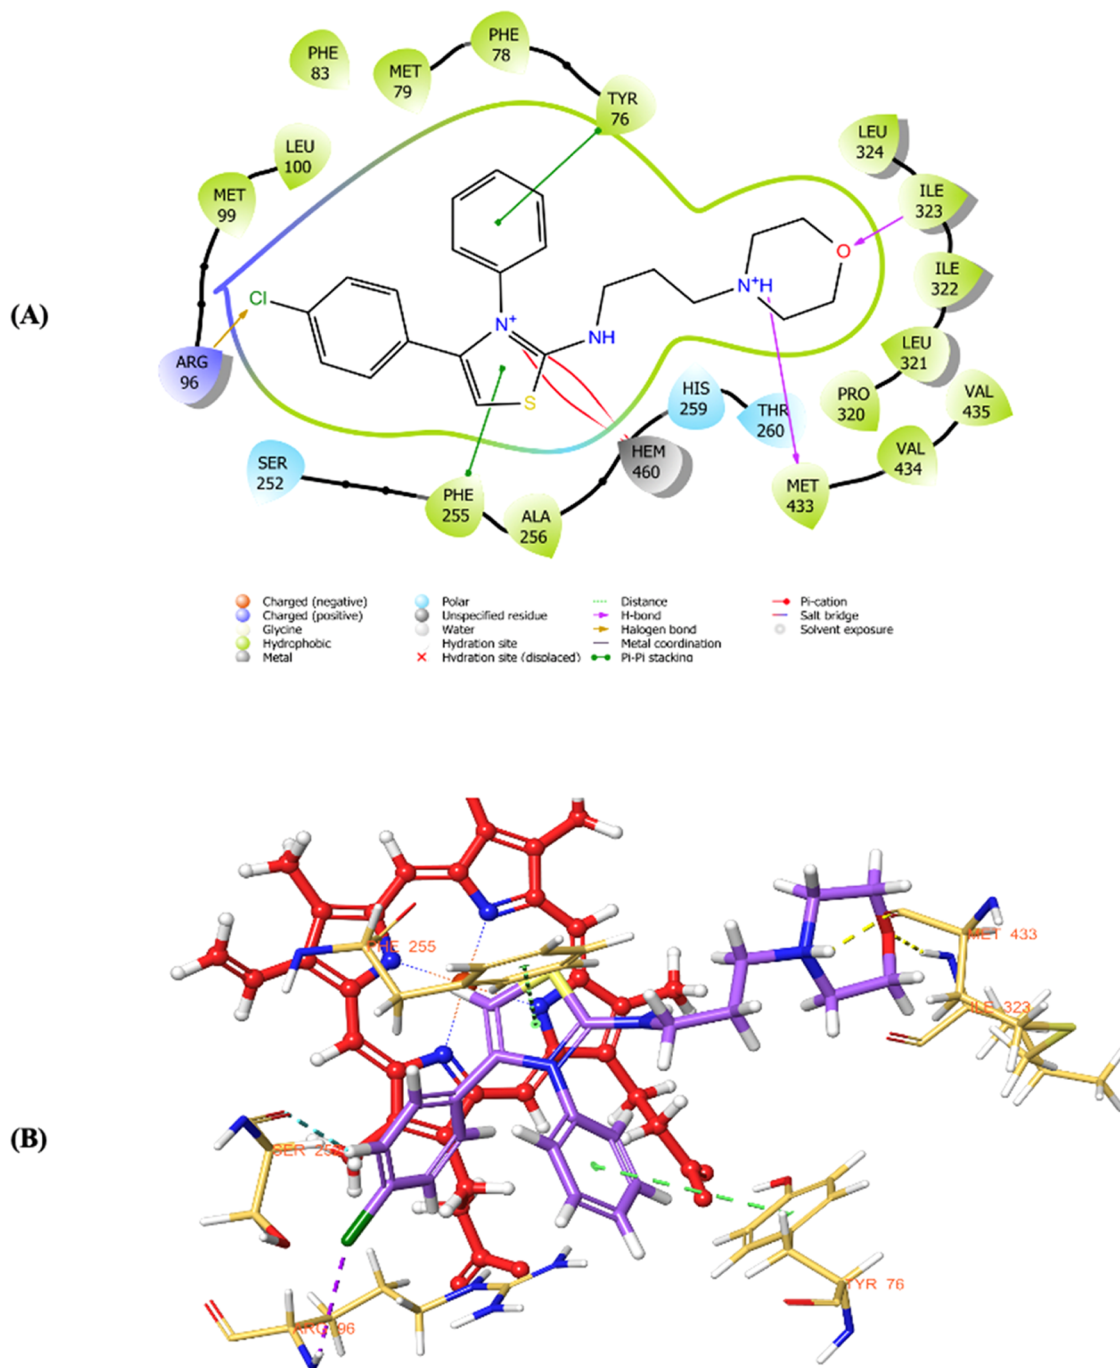 PHE
83
MET
79
PHE
78
TYR
76
LEU
324
ILE
323
LEU
100
MET
99
O
ILE
322
(A)
Cl
N+H
N+
NH
LEU
321
ARG
96
S
HIS
259
THR
260
PRO
320
VAL
435
HEM
460
VAL
434
SER
252
PHE
255
ALA
256
MET
433
Charged (negative)
Charged (positive)
Glycine
Hydrophobic
Metal
Polar
Unspecified residue
Water
Hydration site
Hydration site (displaced)
Distance
H-bond
Halogen bond
Metal coordination
Pi-Pi stacking
Pi-cation
Salt bridge
Solvent exposure
PHE 255
MET 433
ILE 323
(B)
TYR 76